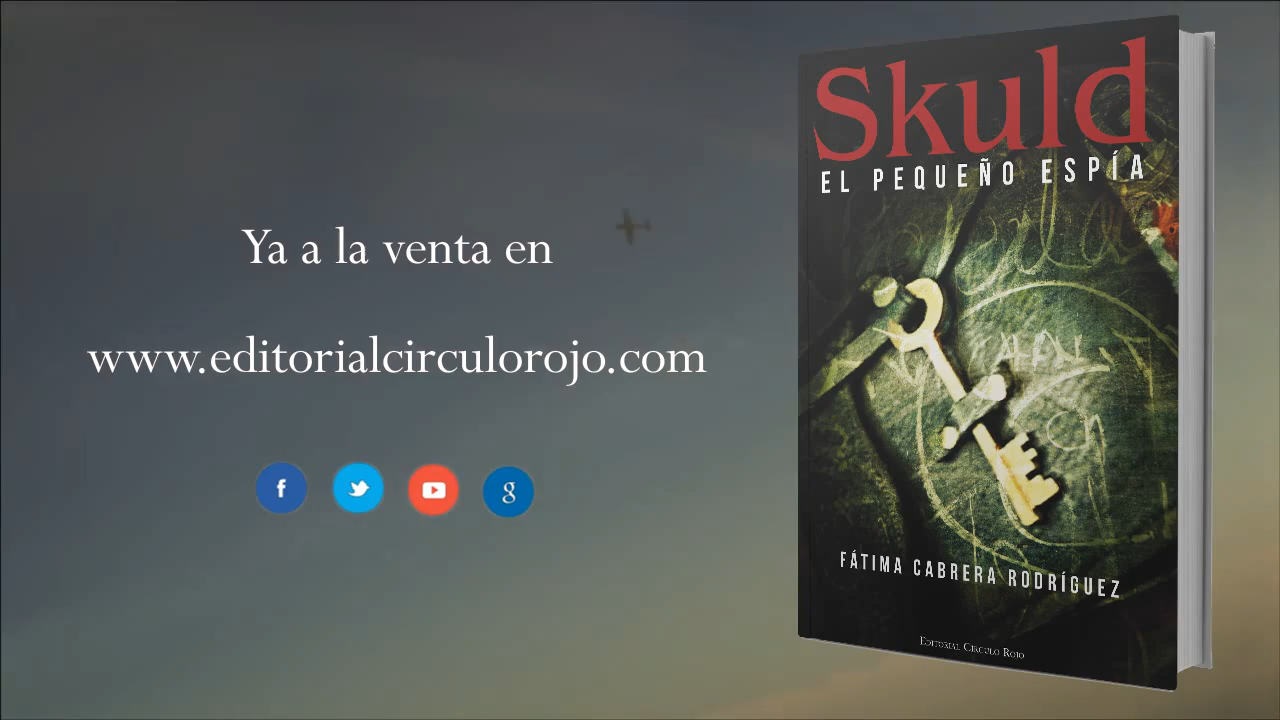 Ya a la venta en
www.editorialcirculorojo.com
f
g
Skuld
EL PEQUEÑO ESPÍA
FÁTIMA CABRERA RODRÍGUEZ
EDITORIAL CÍRCULO ROJO